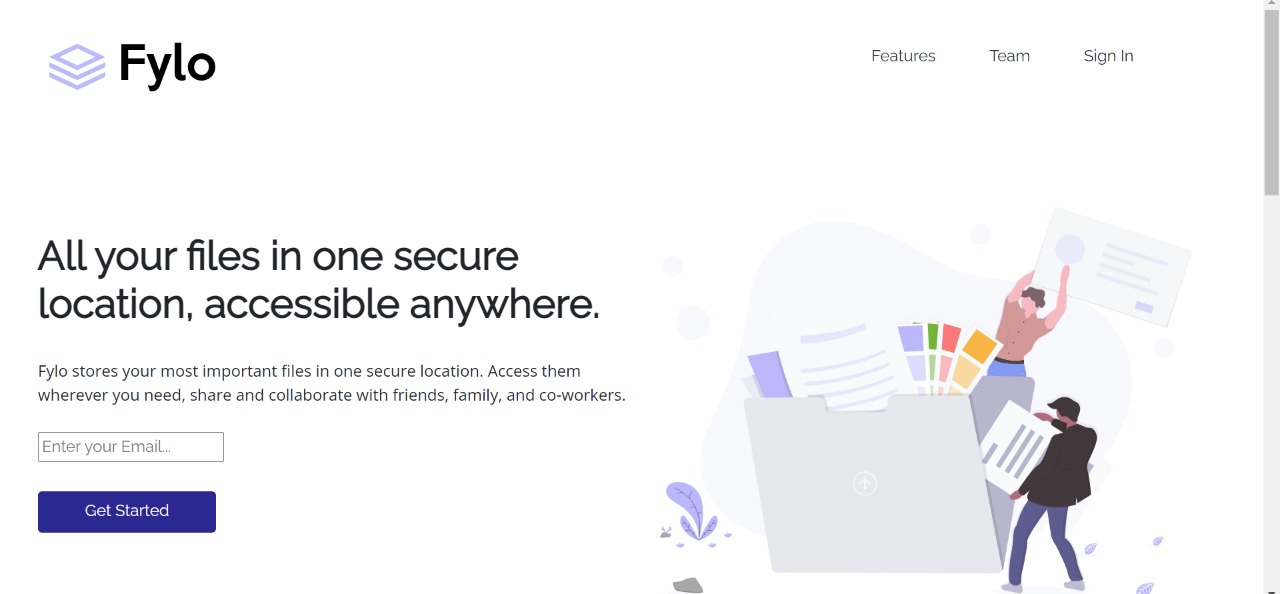 Fylo
Features
Team
Sign In
All your files in one secure
location, accessible anywhere.
Fylo stores your most important files in one secure location. Access them
wherever you need, share and collaborate with friends, family, and co-workers.
Enter your Email...
Get Started